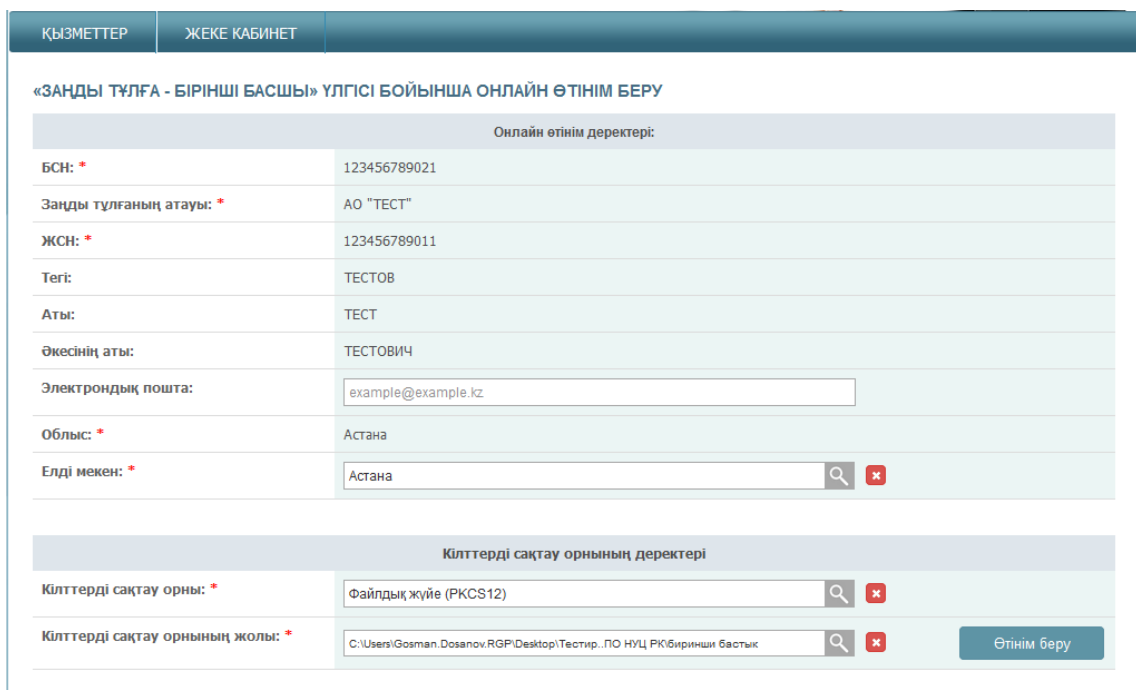 ҚЫЗМЕТТЕР ЖЕКЕ КАБИНЕТ
«ЗАҢДЫ ТҰЛҒА - БІРІНШІ БАСШЫ» ҮЛГІСІ БОЙЫНША ОНЛАЙН ӨТІНІМ БЕРУ
Онлайн өтінім деректері:
БСН: * 123456789021
Заңды тұлғаның атауы: * АО "ТЕСТ"
ЖСН: * 123456789011
Тегі: ТЕСТОВ
Аты: ТЕСТ
Әкесінің аты: ТЕСТОВИЧ
Электрондық пошта: example@example.kz
Облыс: * Астана
Елді мекен: * Астана
Кілттерді сақтау орнының деректері
Кілттерді сақтау орны: * Файлдық жүйе (PKCS12)
Кілттерді сақтау орнының жолы: * C:\Users\Gosman.Dosanov.RGP\Desktop\Тестир..ПО НУЦ РК\биринши бастык Өтінім беру